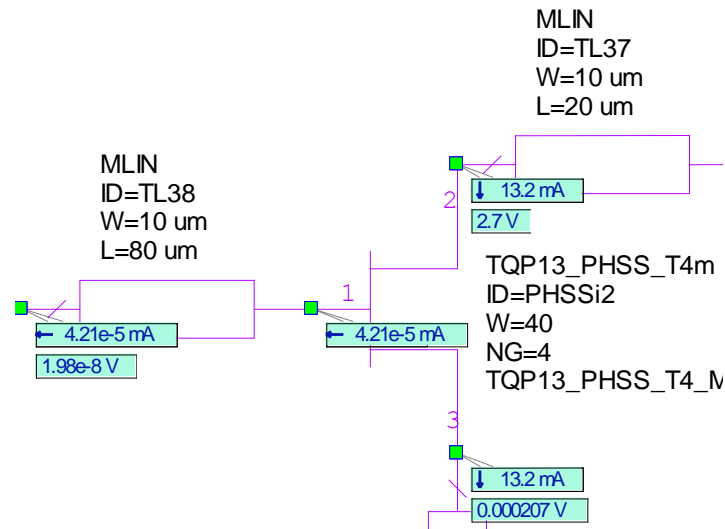 MLIN
ID=TL37
W=10 um
L=20 um
MLIN
ID=TL38
W=10 um
L=80 um
13.2 mA
2
2.7 V
TQP13_PHSS_T4m
ID=PHSSi2
W=40
NG=4
TQP13_PHSS_T4_M
1
4.21e-5 mA
4.21e-5 mA
1.98e-8 V
3
13.2 mA
0.000207 V